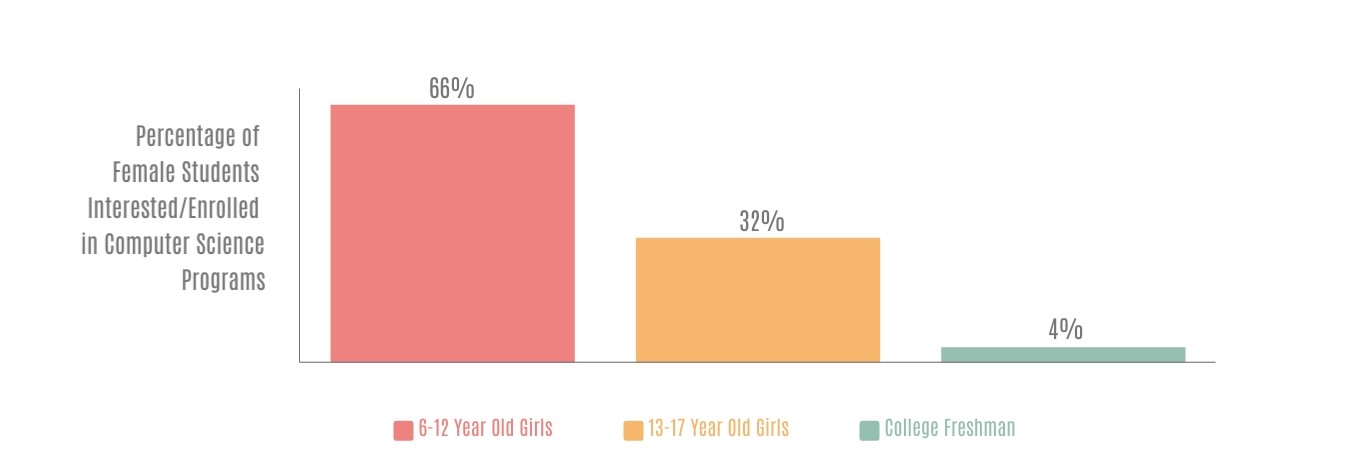 66%
Percentage of
Female Students
Interested/Enrolled
in Computer Science
Programs
32%
4%
6-12 Year Old Girls
13-17 Year Old Girls
College Freshman